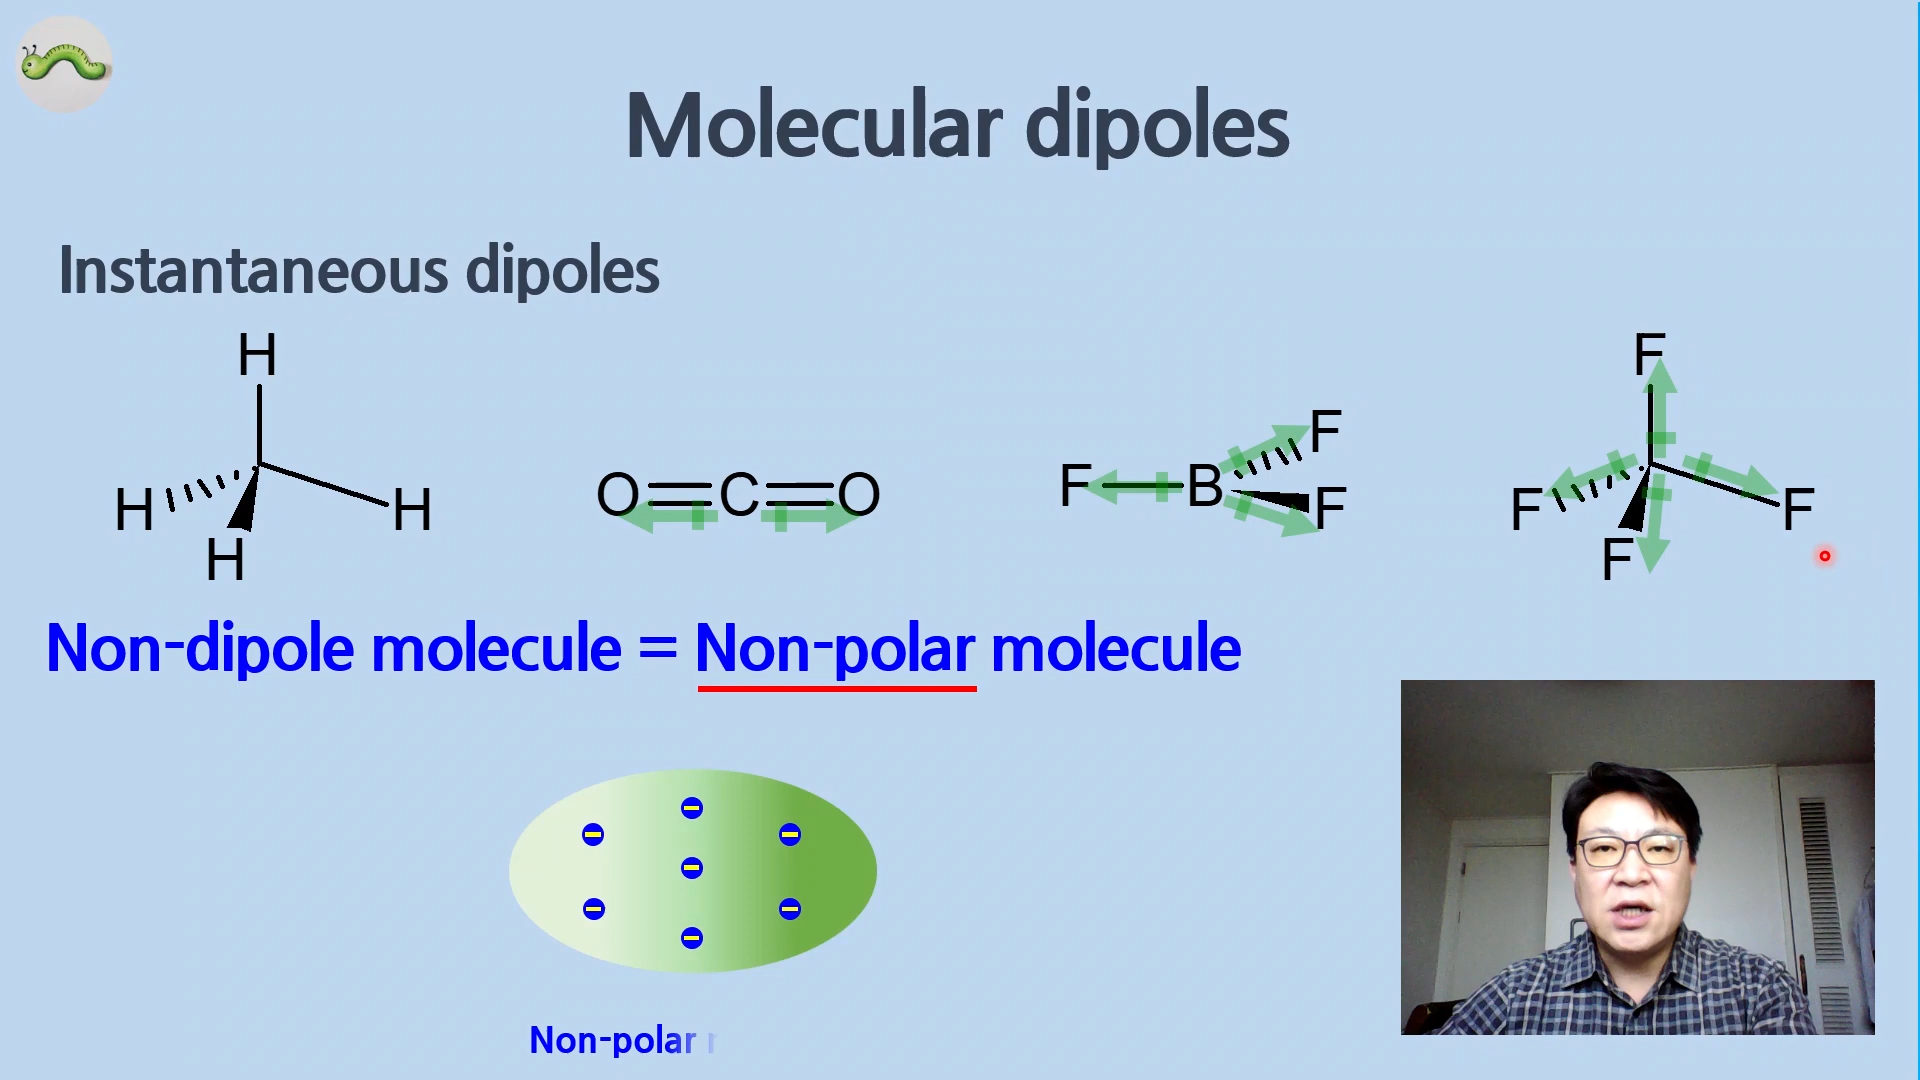 Molecular dipoles
Instantaneous dipoles
H
H
H
H
O=C=O
F
B
F
F
F
F
F
F
Non-dipole molecule = Non-polar molecule
Non-polar